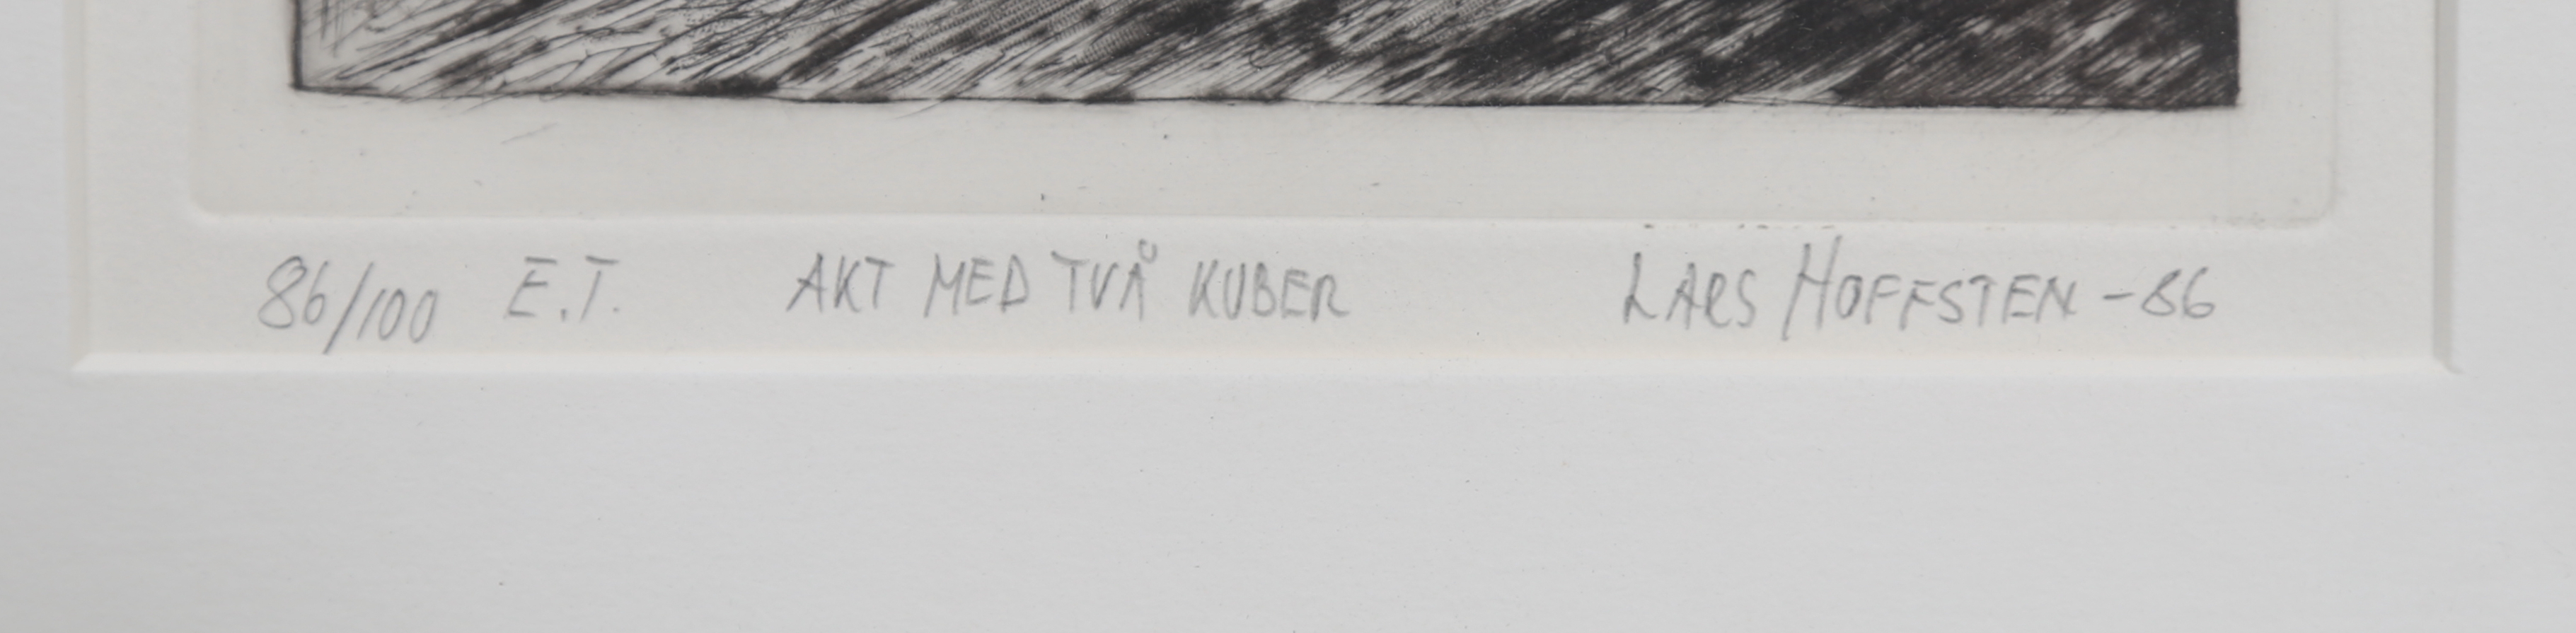 86/100 E.T. AKT MED TVÅ KUBER LARS HOFFSTEN -86